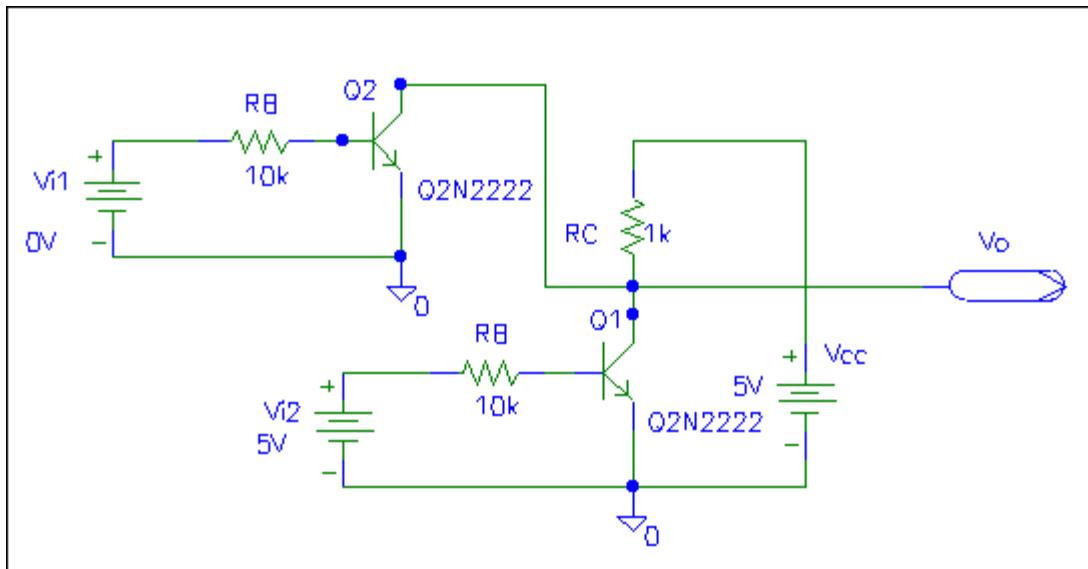 Q2
RB
10k
Q2N2222
Vi1
+
0V
-
0
RC
1k
Vo
Q1
RB
10k
Q2N2222
Vi2
+
5V
-
+
Vcc
5V
-
0